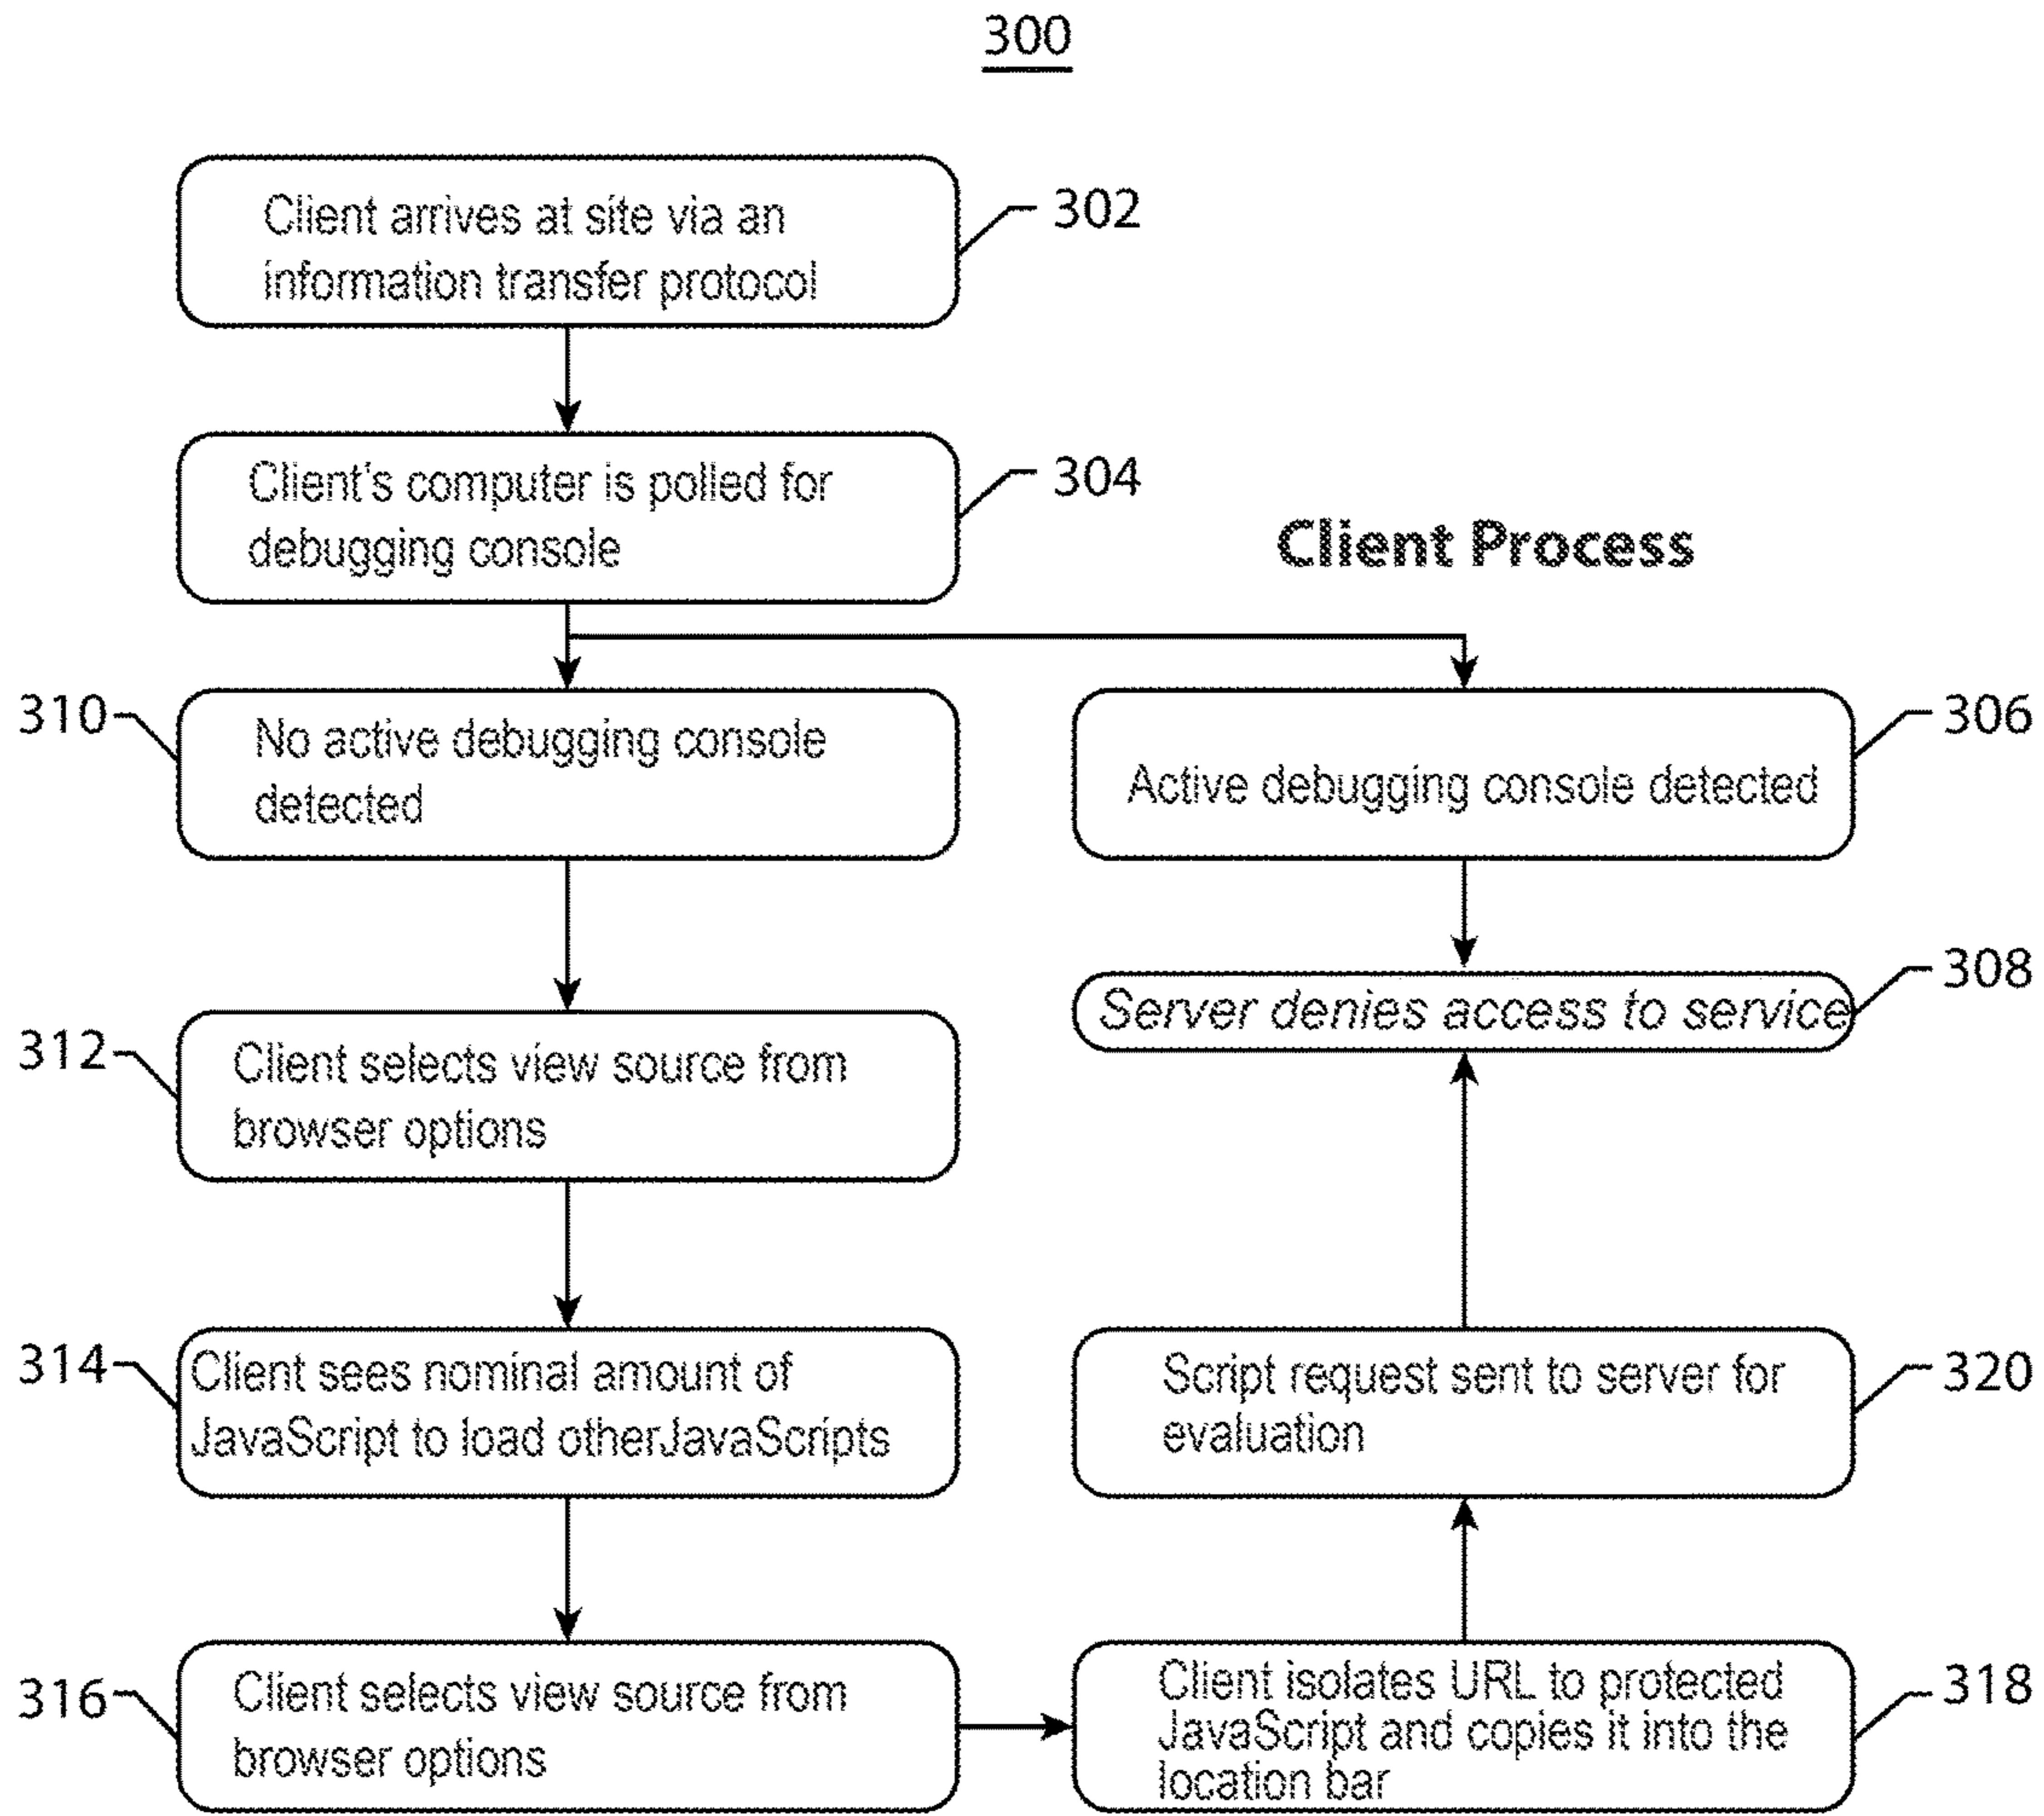 300
Client arrives at site via an
information transfer protocol
302
Client's computer is polled for
debugging console
304
Client Process
310
No active debugging console
detected
Active debugging console detected
306
Server denies access to service
308
312
Client selects view source from
browser options
314
Client sees nominal amount of
JavaScript to load otherJavaScripts
Script request sent to server for
evaluation
320
316
Client selects view source from
browser options
Client isolates URL to protected
JavaScript and copies it into the
location bar
318